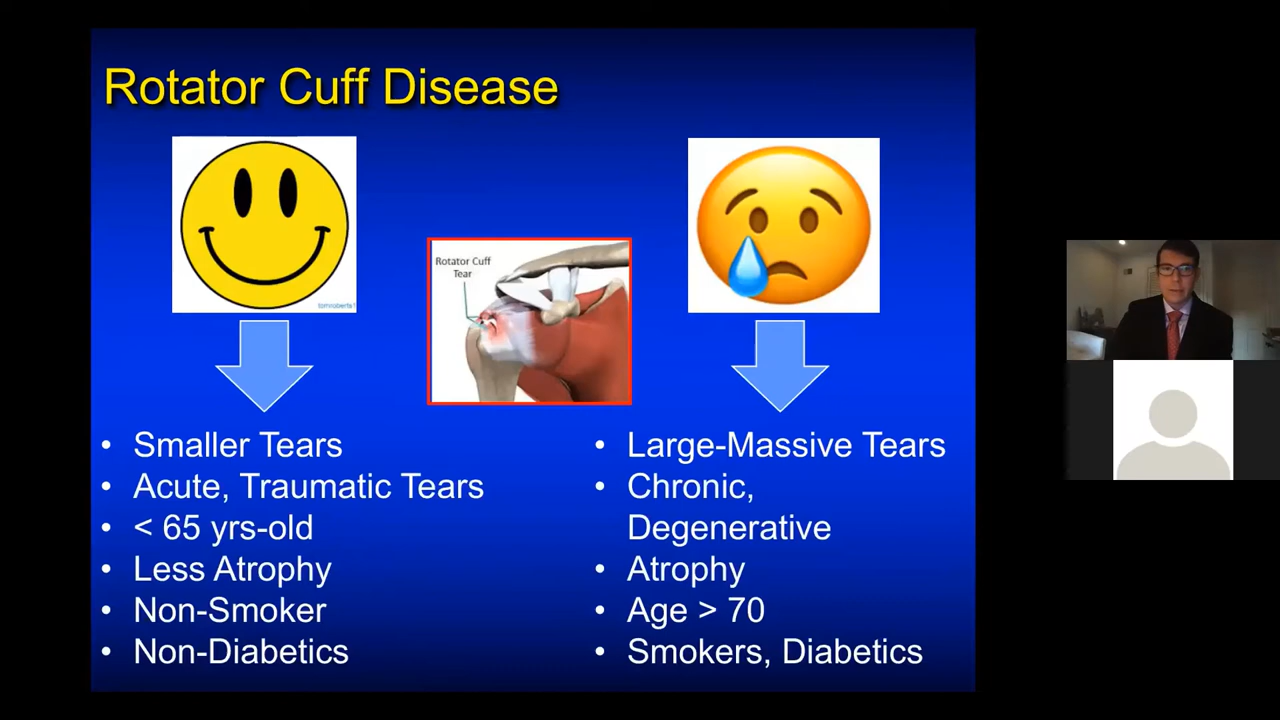 Rotator Cuff Disease
tomroberts1
Rotator Cuff
Tear
• Smaller Tears
• Acute, Traumatic Tears
• < 65 yrs-old
• Less Atrophy
• Non-Smoker
• Non-Diabetics
• Large-Massive Tears
• Chronic,
Degenerative
• Atrophy
• Age > 70
• Smokers, Diabetics